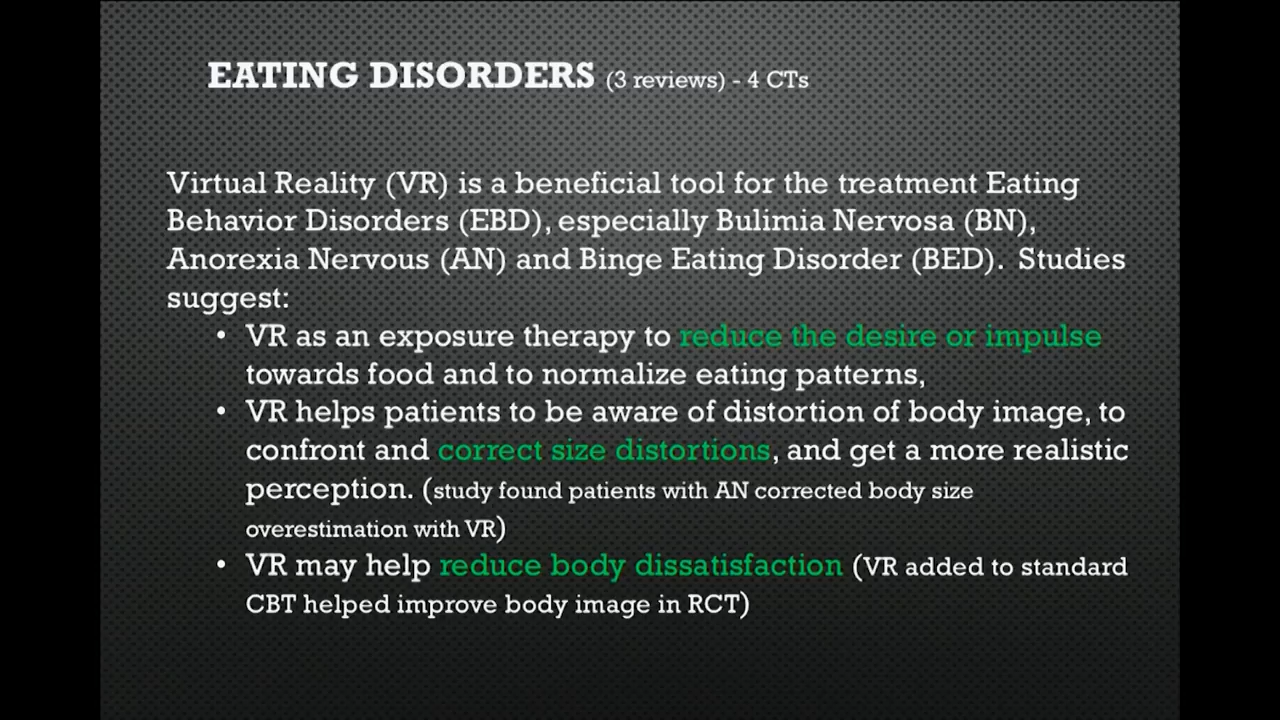 EATING DISORDERS (3 reviews) - 4 CTs
Virtual Reality (VR) is a beneficial tool for the treatment Eating
Behavior Disorders (EBD), especially Bulimia Nervosa (BN),
Anorexia Nervous (AN) and Binge Eating Disorder (BED). Studies
suggest:
• VR as an exposure therapy to reduce the desire or impulse
towards food and to normalize eating patterns,
• VR helps patients to be aware of distortion of body image, to
confront and correct size distortions, and get a more realistic
perception. (study found patients with AN corrected body size
overestimation with VR)
• VR may help reduce body dissatisfaction (VR added to standard
CBT helped improve body image in RCT)